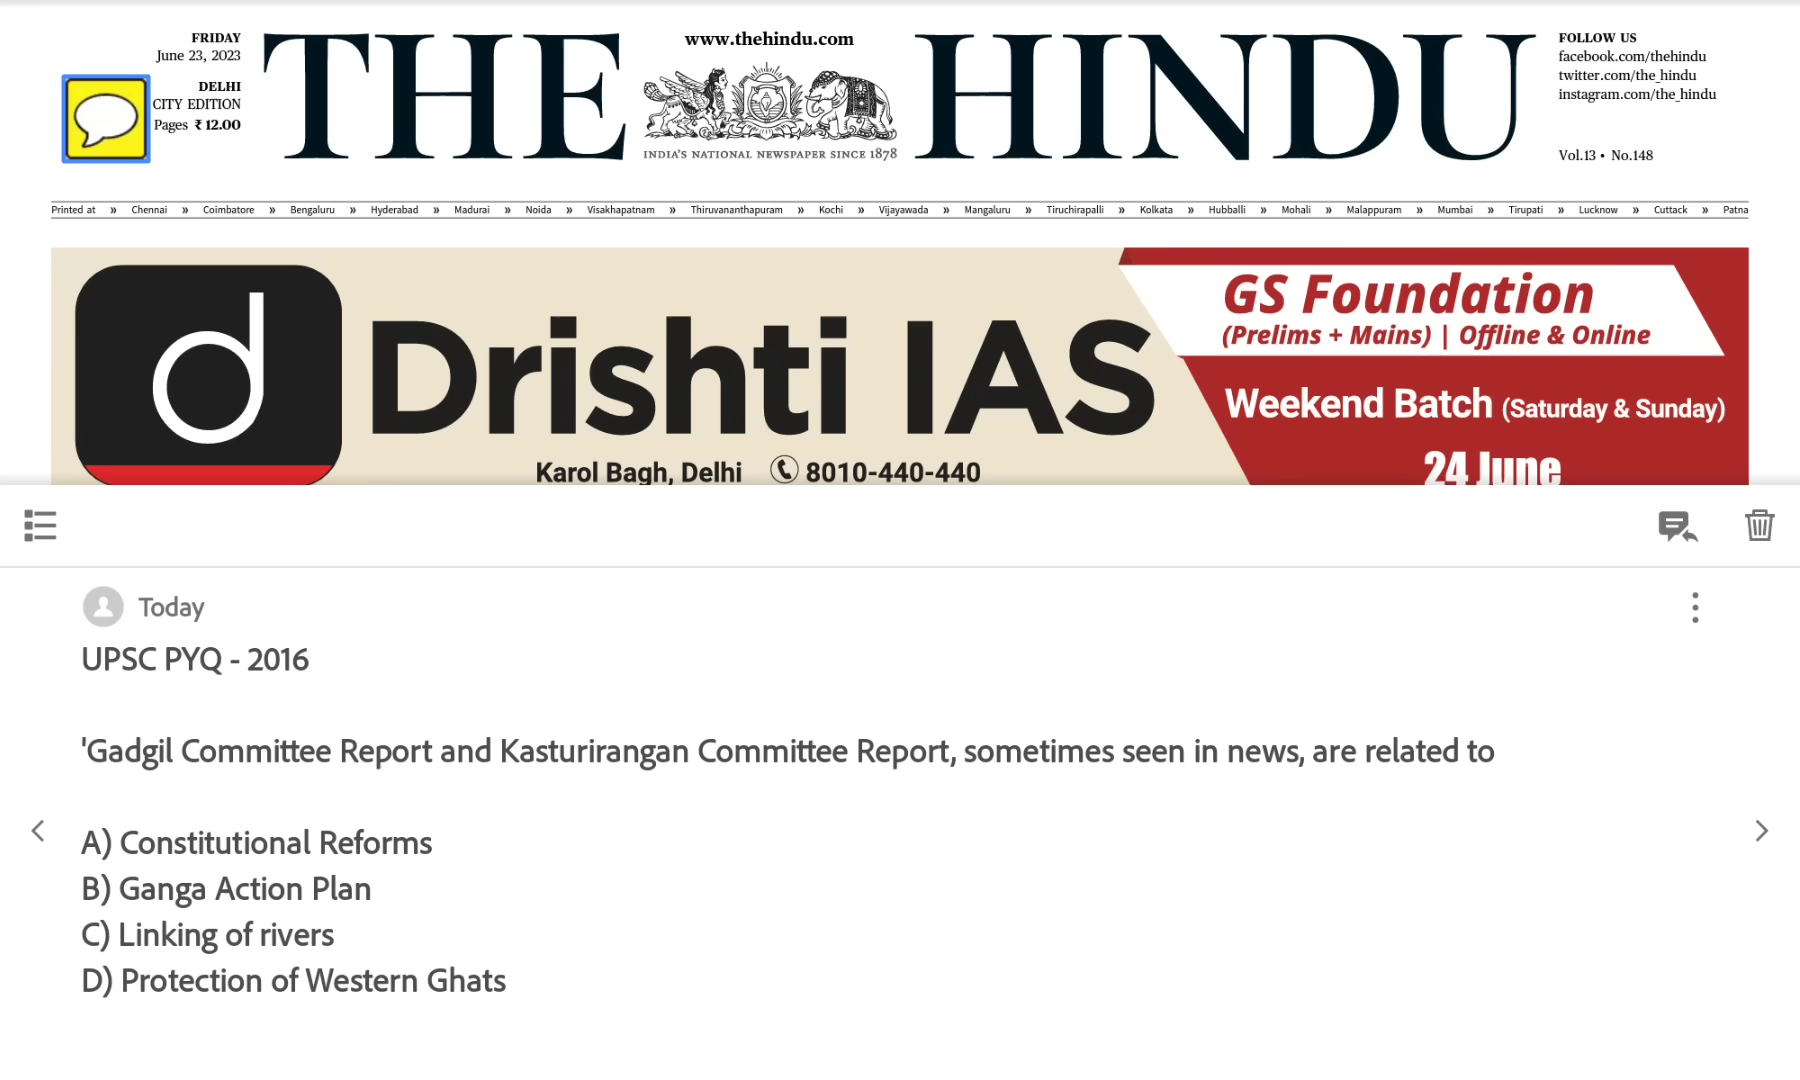 FRIDAY
June 23, 2023
DELHI
CITY EDITION
Pages ₹ 12.00
THE HINDU
www.thehindu.com
INDIA'S NATIONAL NEWSPAPER SINCE 1878
FOLLOW US
facebook.com/thehindu
twitter.com/the_hindu
instagram.com/the_hindu
Vol.13 • No.148
Printed at » Chennai » Coimbatore » Bengaluru » Hyderabad » Madurai » Noida » Visakhapatnam » Thiruvananthapuram » Kochi » Vijayawada » Mangaluru » Tiruchirapalli » Kolkata » Hubballi » Mohali » Malappuram » Mumbai » Tirupati » Lucknow » Cuttack » Patna
d
Drishti IAS
Karol Bagh, Delhi 8010-440-440
GS Foundation
(Prelims + Mains) | Offline & Online
Weekend Batch (Saturday & Sunday)
24 June
Today
UPSC PYQ - 2016
'Gadgil Committee Report and Kasturirangan Committee Report, sometimes seen in news, are related to
A) Constitutional Reforms
B) Ganga Action Plan
C) Linking of rivers
D) Protection of Western Ghats